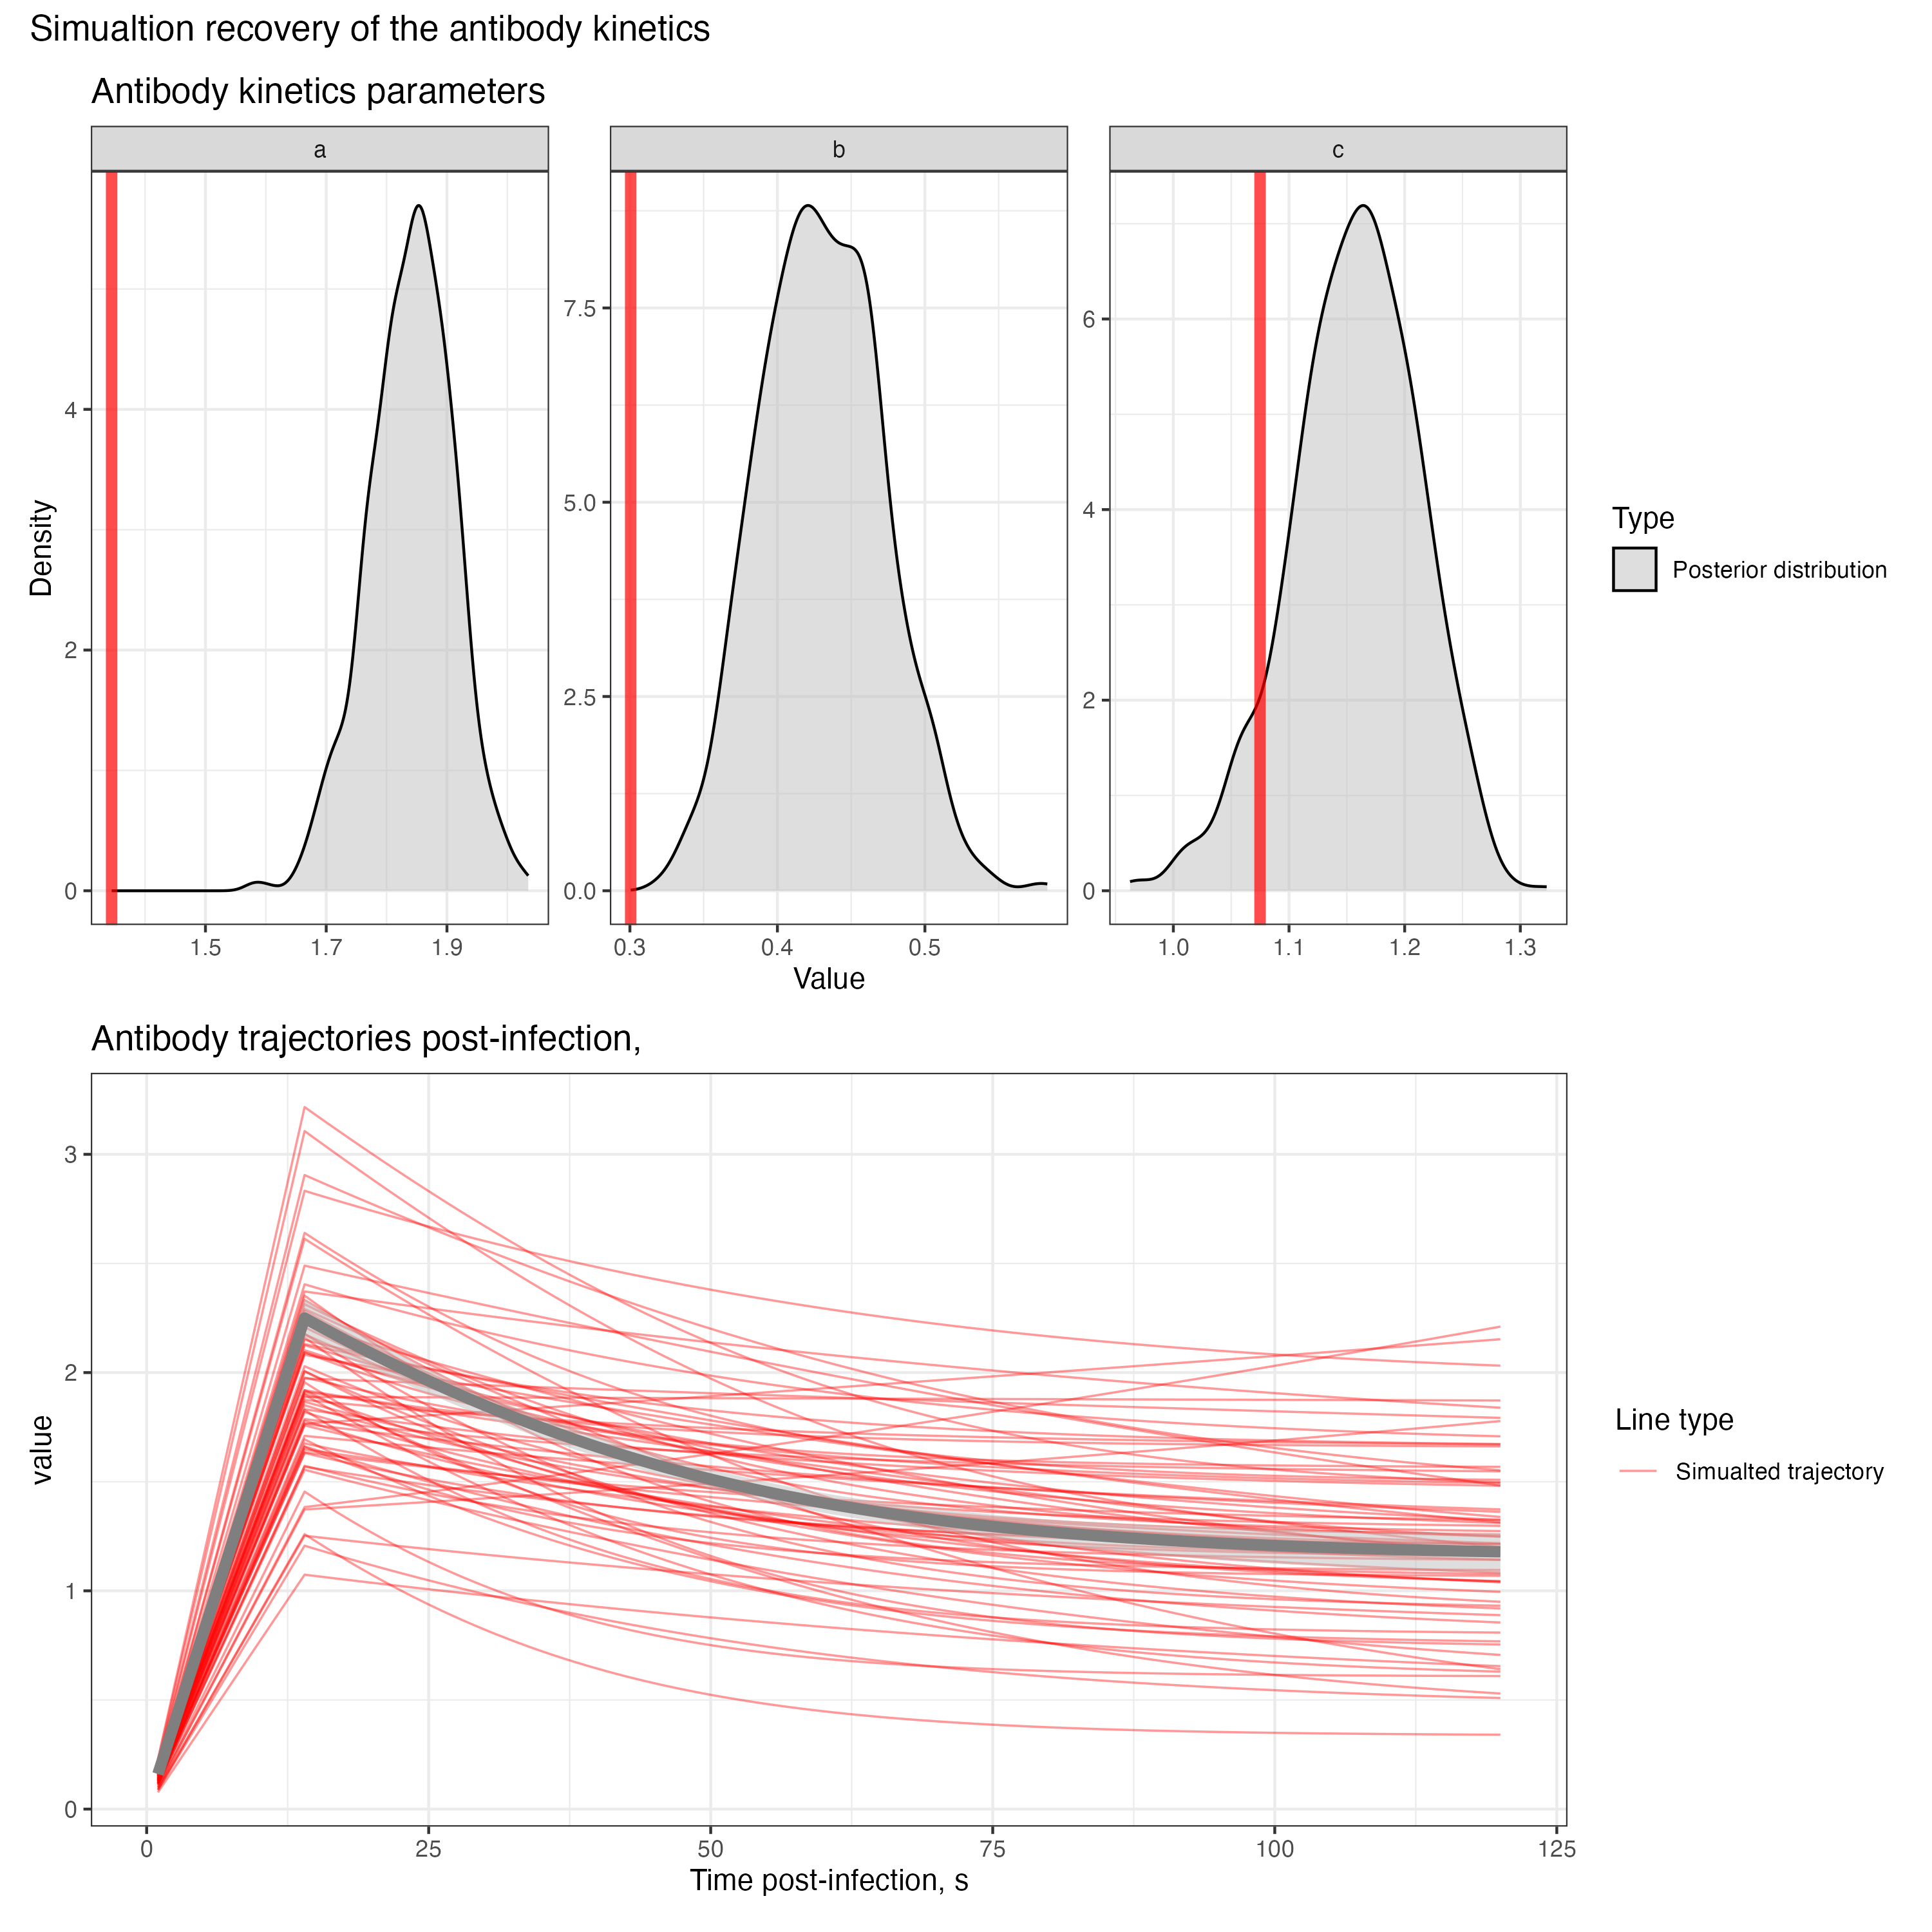 Simualtion recovery of the antibody kinetics
Antibody kinetics parameters
a b c
Density
4
2
0
7.5
5.0
2.5
0.0
6
4
2
0
1.5 1.7 1.9
0.3 0.4 0.5
1.0 1.1 1.2 1.3
Value
Type
Posterior distribution
Antibody trajectories post-infection,
value
3
2
1
0
0 25 50 75 100 125
Time post-infection, s
Line type
Simualted trajectory